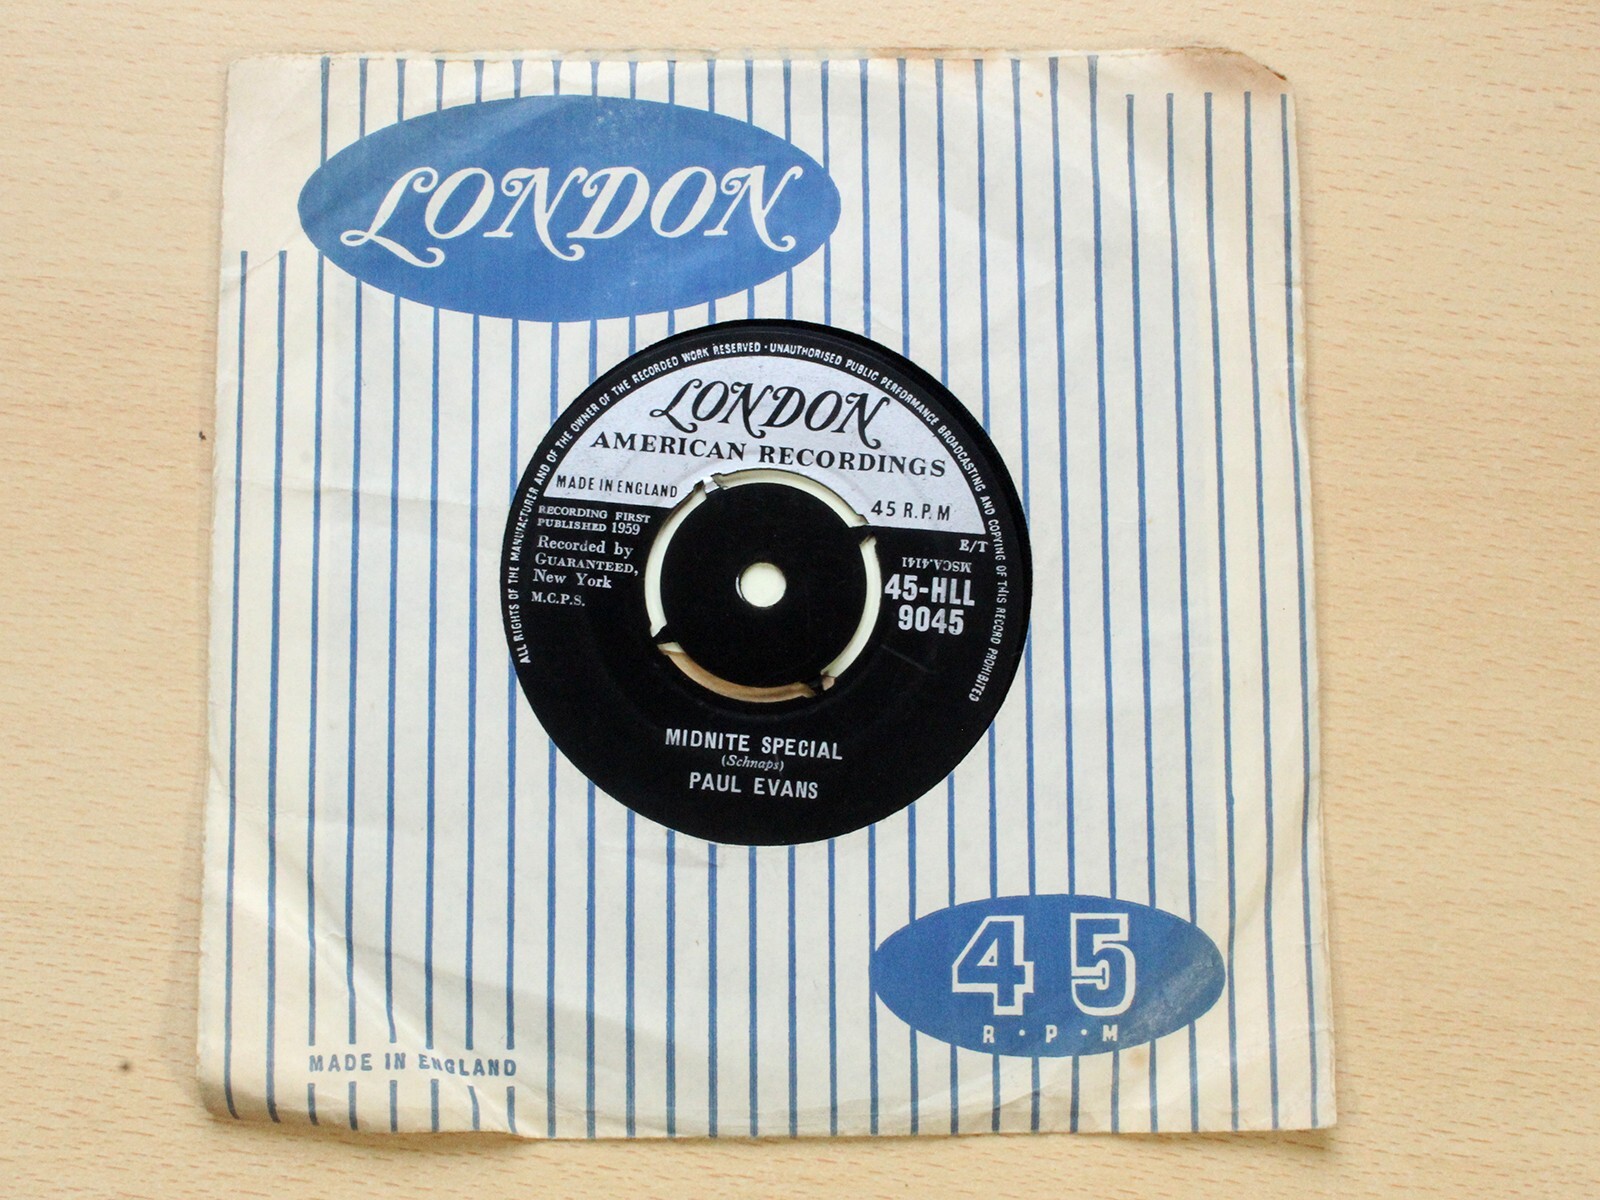 LONDON
ALL RIGHTS OF THE MANUFACTURER AND OF THE OWNER OF THE RECORDED WORK RESERVED · UNAUTHORISED PUBLIC PERFORMANCE BROADCASTING AND COPYING OF THIS RECORD PROHIBITED
LONDON
AMERICAN RECORDINGS
MADE IN ENGLAND
45 R.P.M
RECORDING FIRST
PUBLISHED 1959
Recorded by
GUARANTEED,
New York
M.C.P.S.
E/T
MSCA.4141
45-HLL
9045
MIDNITE SPECIAL
(Schnaps)
PAUL EVANS
45
R·P·M
MADE IN ENGLAND